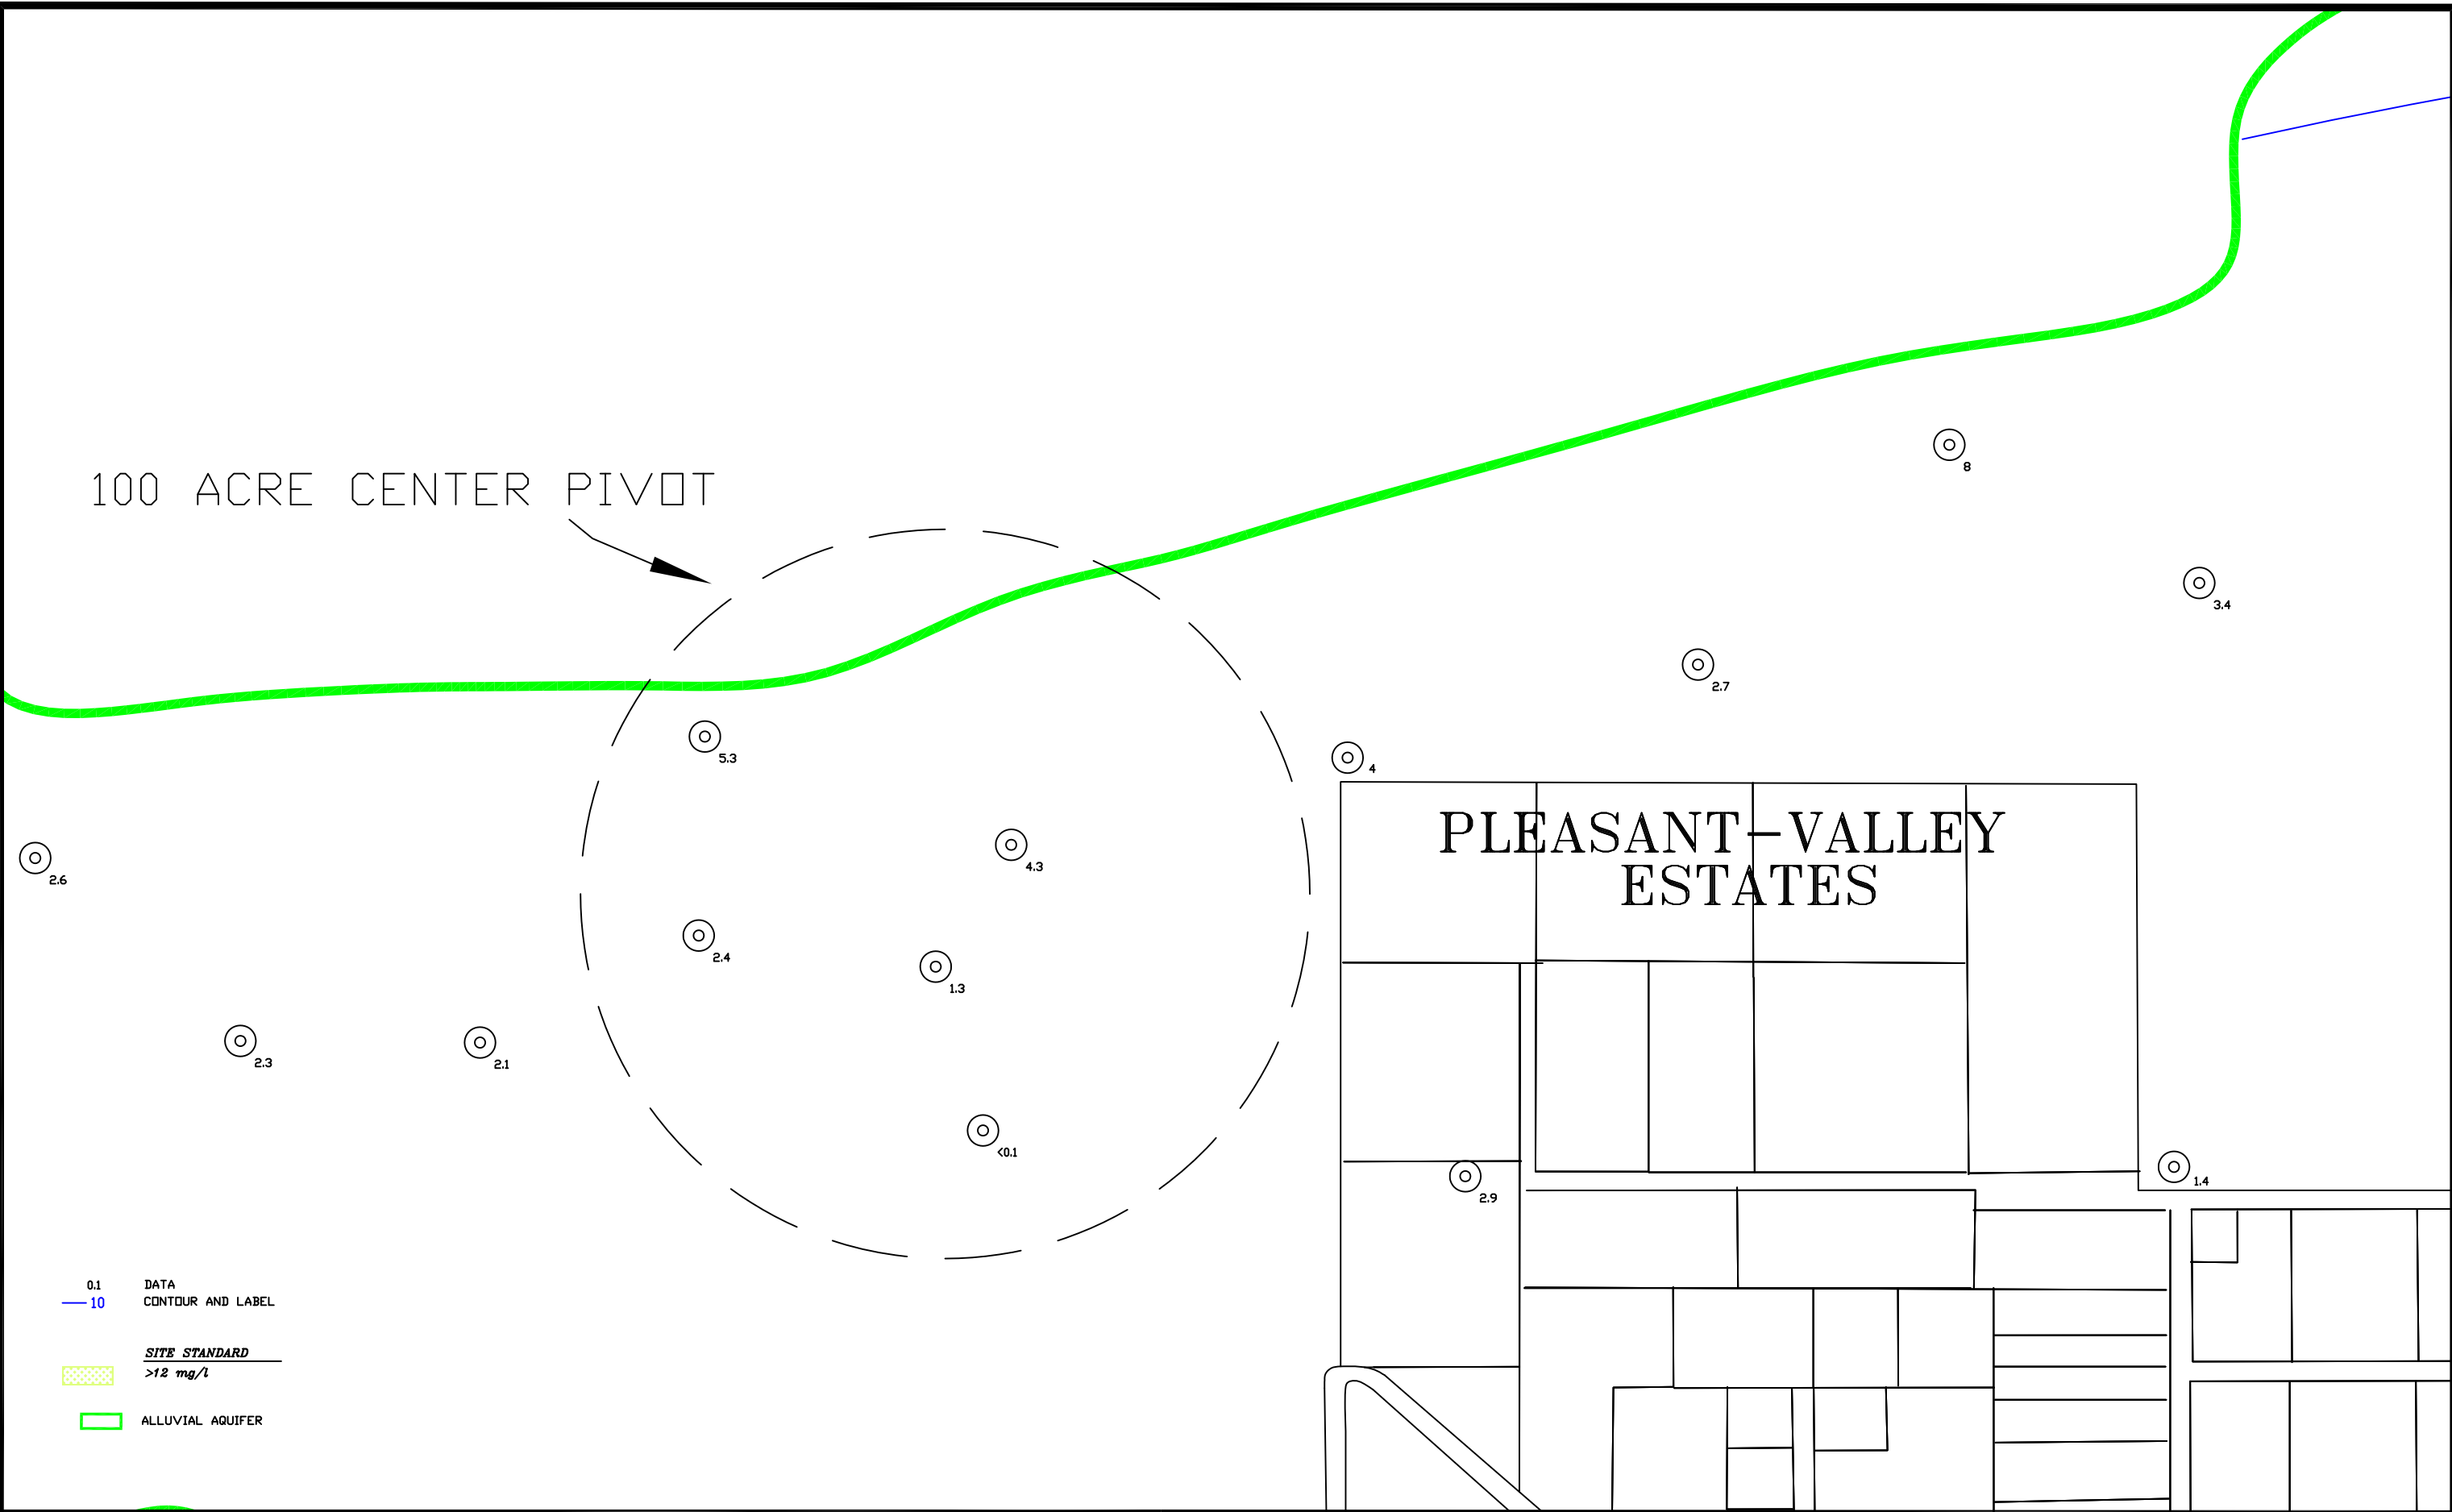 100 ACRE CENTER PIVOT
8
3.4
2.7
5.3
4
PLEASANT-VALLEY
ESTATES
4.3
2.6
2.4
1.3
2.3
2.1
<0.1
2.9
1.4
0.1 DATA
10 CONTOUR AND LABEL
SITE STANDARD
>12 mg/l
ALLUVIAL AQUIFER